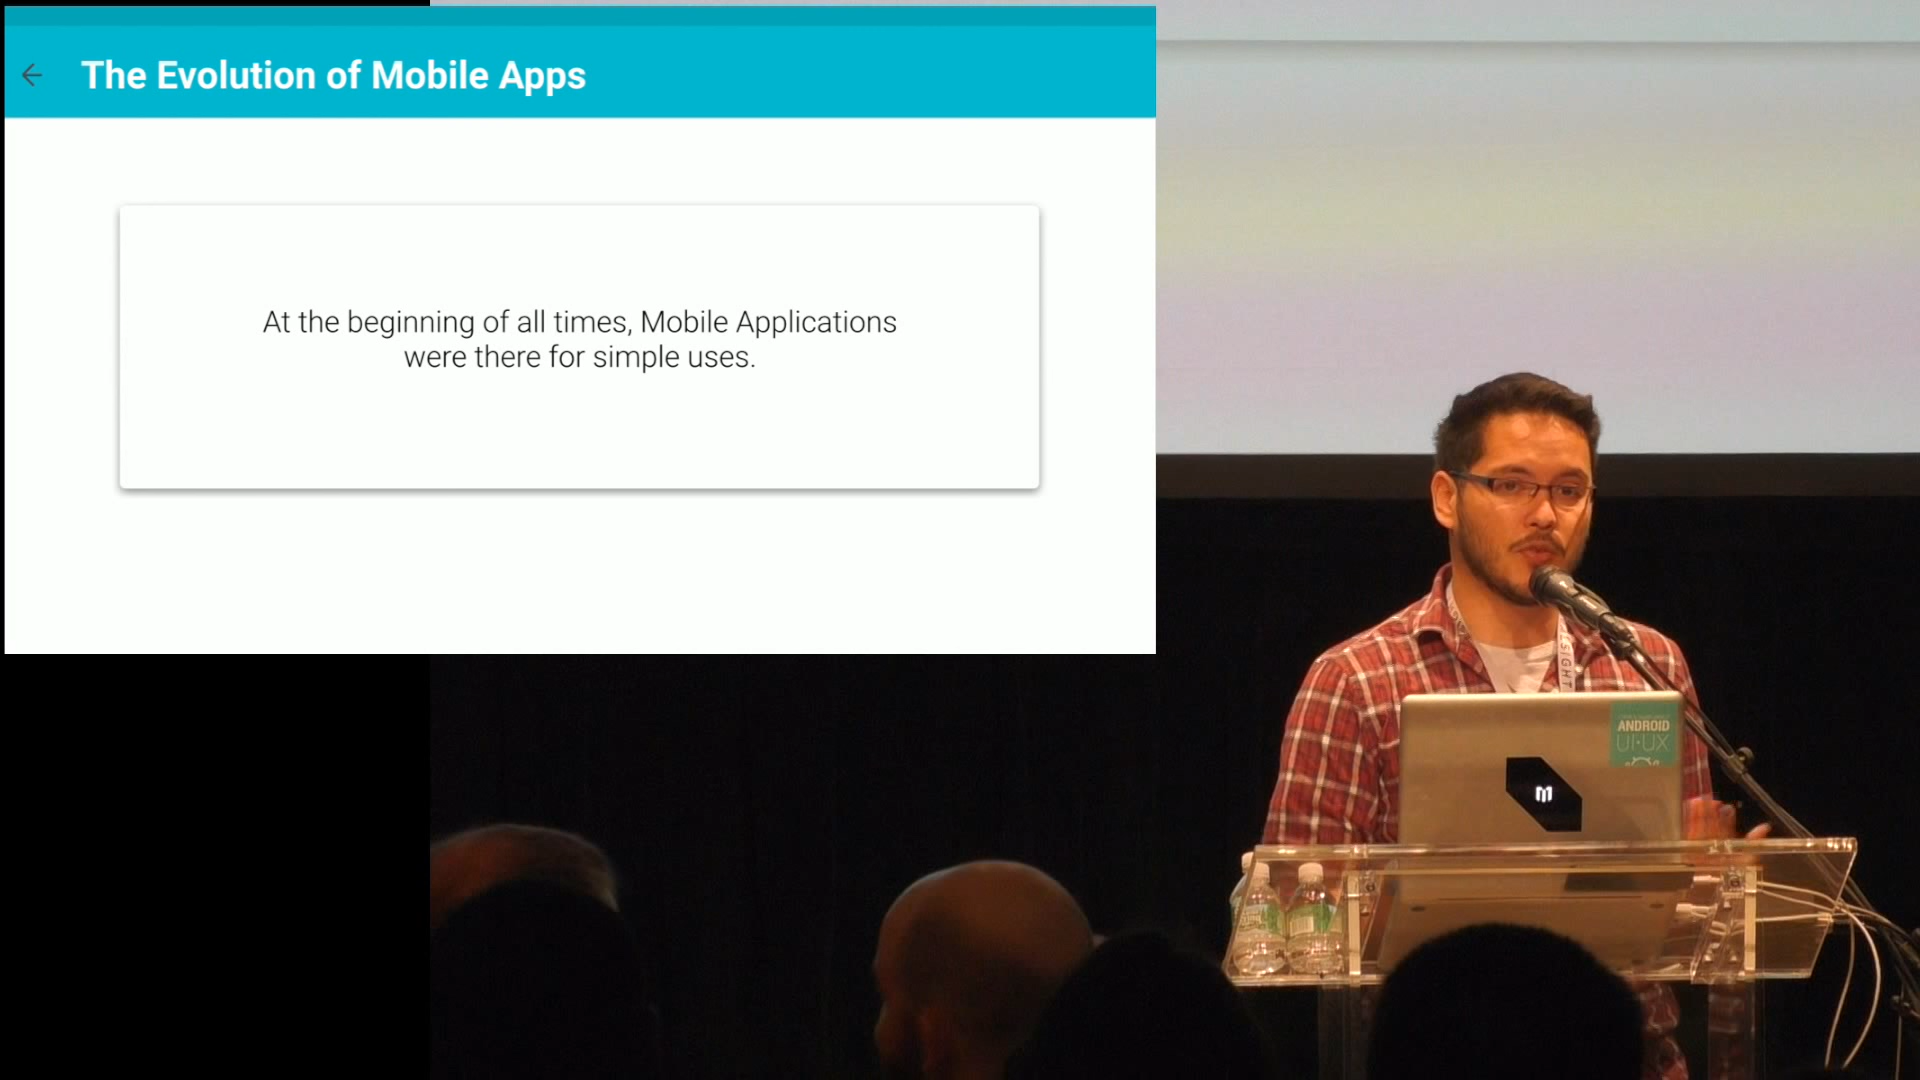 The Evolution of Mobile Apps
At the beginning of all times, Mobile Applications
were there for simple uses.
SIGHT
ANDROID
UI·UX
m